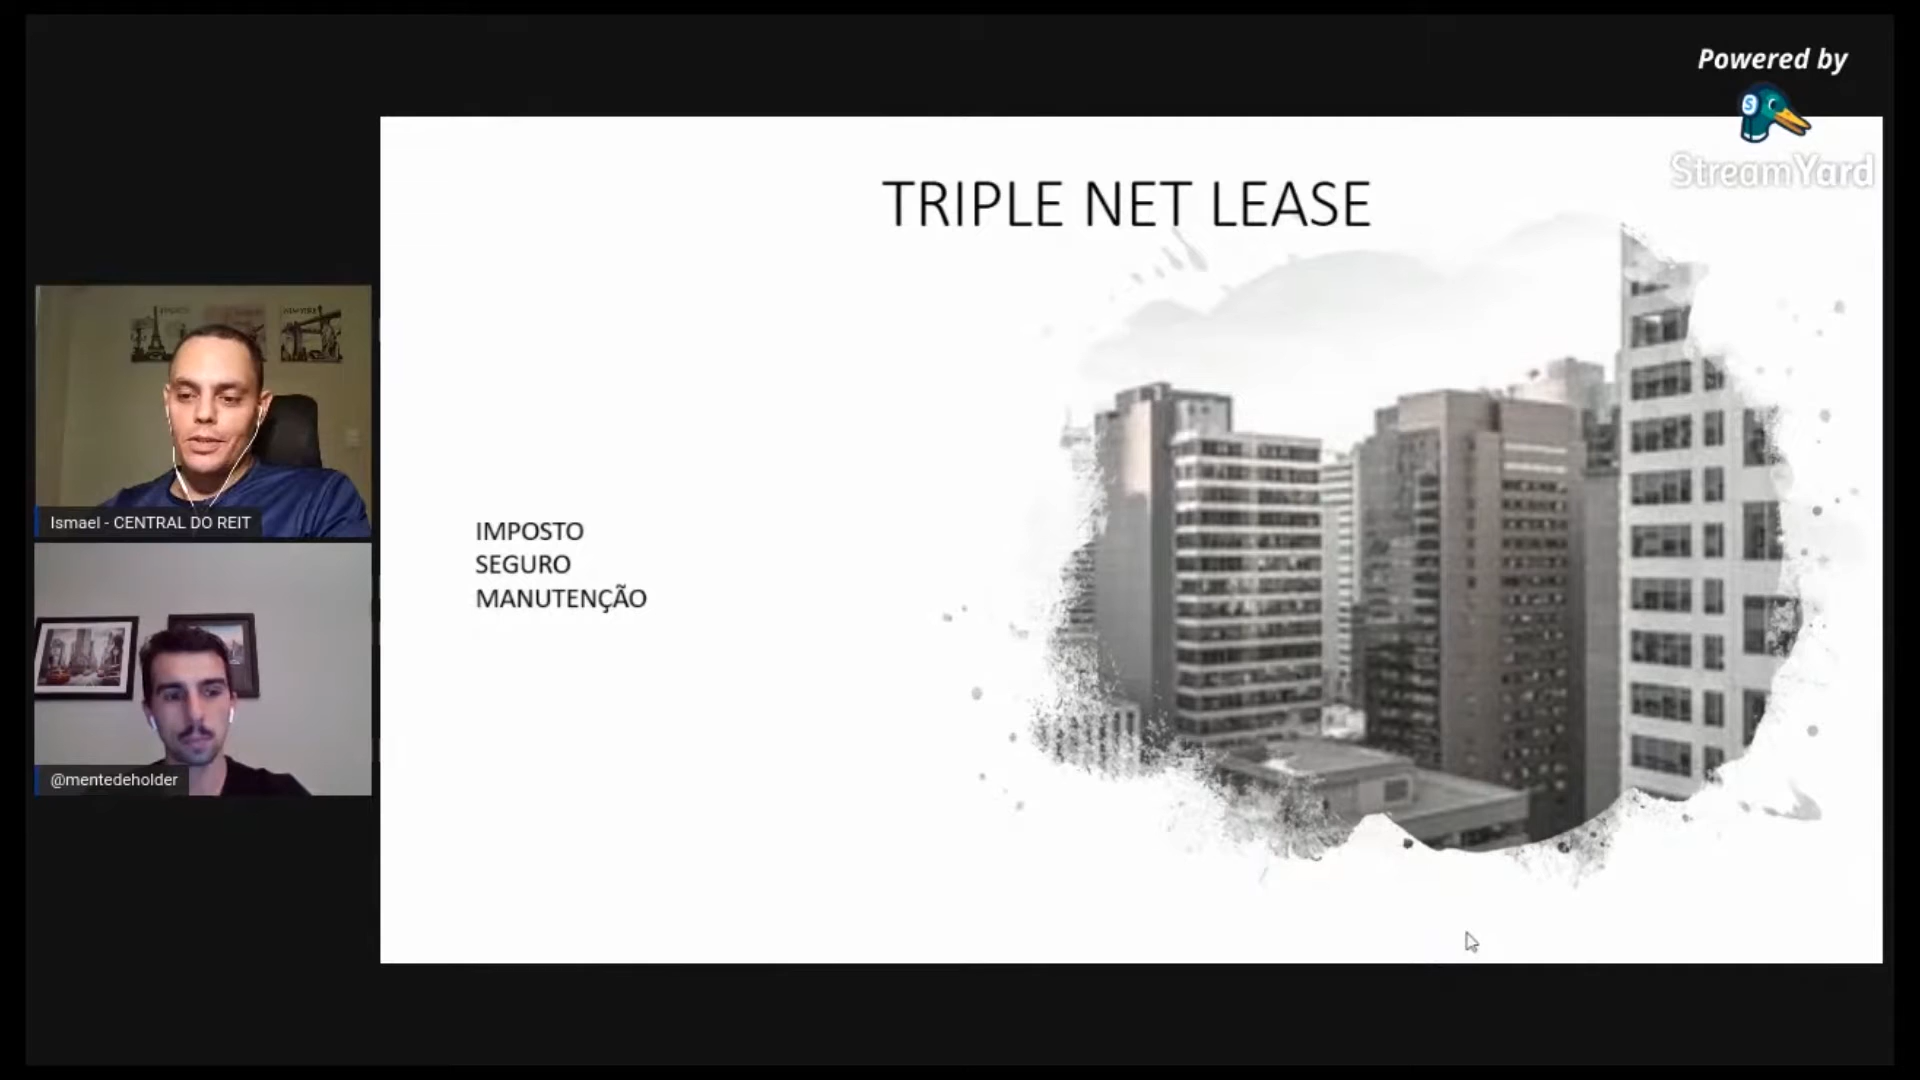 Powered by
StreamYard
TRIPLE NET LEASE
IMPOSTO
SEGURO
MANUTENÇÃO
Ismael - CENTRAL DO REIT
@mentedeholder